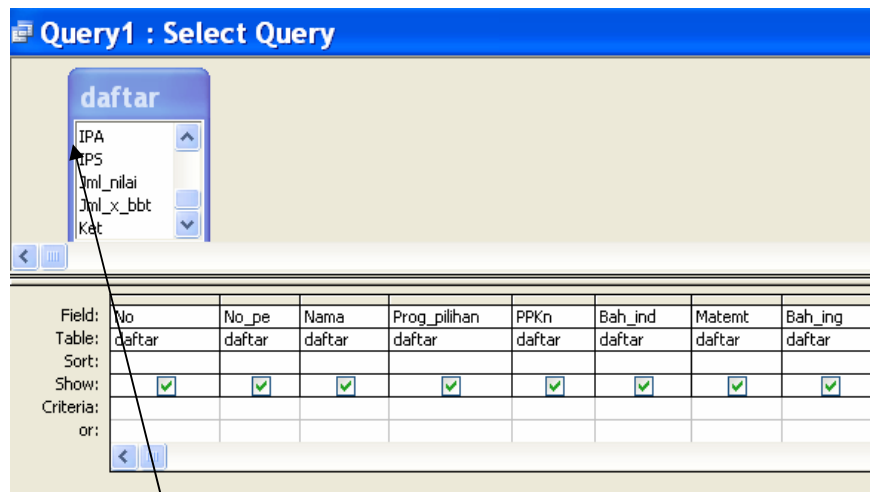 Query1 : Select Query
daftar
IPA
IPS
Jml_nilai
Jml_x_bbt
Ket
Field: No No_pe Nama Prog_pilihan PPKn Bah_ind Matemt Bah_ing
Table: daftar daftar daftar daftar daftar daftar daftar daftar
Sort:
Show:
Criteria:
or: